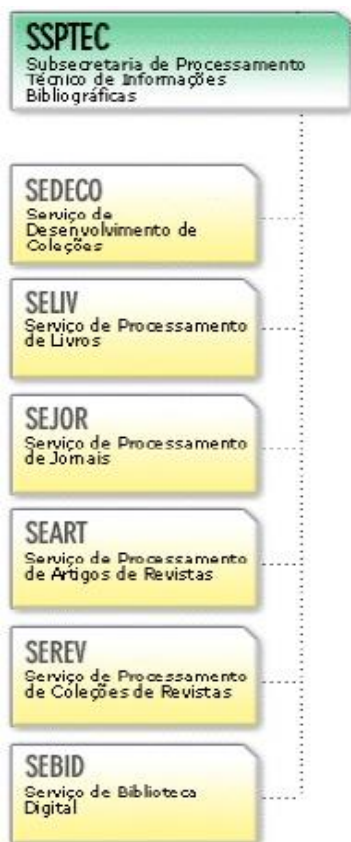 SSPTEC
Subsecretaria de Processamento
Técnico de Informações
Bibliográficas
SEDECO
Serviço de
Desenvolvimento de
Coleções
SELIV
Serviço de Processamento
de Livros
SEJOR
Serviço de Processamento
de Jornais
SEART
Serviço de Processamento
de Artigos de Revistas
SEREV
Serviço de Processamento
de Coleções de Revistas
SEBID
Serviço de Biblioteca
Digital